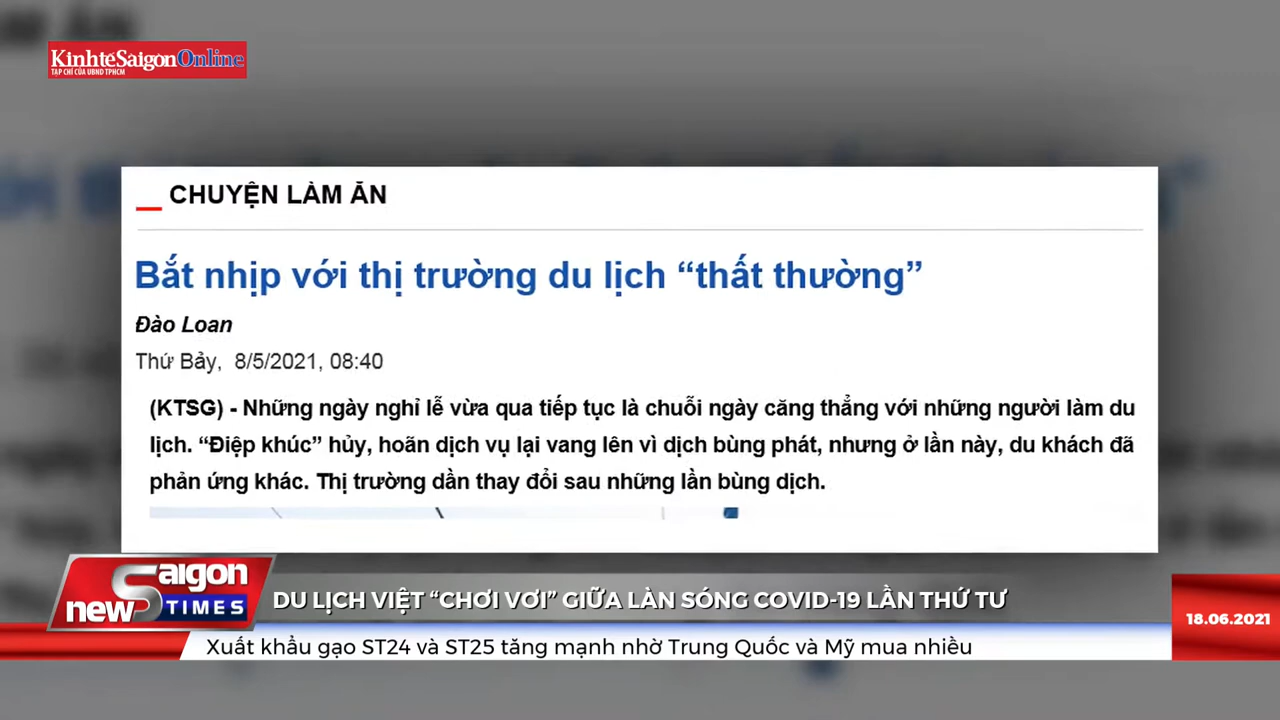 KinhtếSàigònOnline
TẠP CHÍ CỦA UBND TPHCM
CHUYỆN LÀM ĂN
Bắt nhịp với thị trường du lịch “thất thường”
Đào Loan
Thứ Bảy, 8/5/2021, 08:40
(KTSG) - Những ngày nghỉ lễ vừa qua tiếp tục là chuỗi ngày căng thẳng với những người làm du
lịch. “Điệp khúc” hủy, hoãn dịch vụ lại vang lên vì dịch bùng phát, nhưng ở lần này, du khách đã
phản ứng khác. Thị trường dần thay đổi sau những lần bùng dịch.
Saigon
newS TIMES
DU LỊCH VIỆT “CHƠI VƠI” GIỮA LÀN SÓNG COVID-19 LẦN THỨ TƯ
18.06.2021
Xuất khẩu gạo ST24 và ST25 tăng mạnh nhờ Trung Quốc và Mỹ mua nhiều